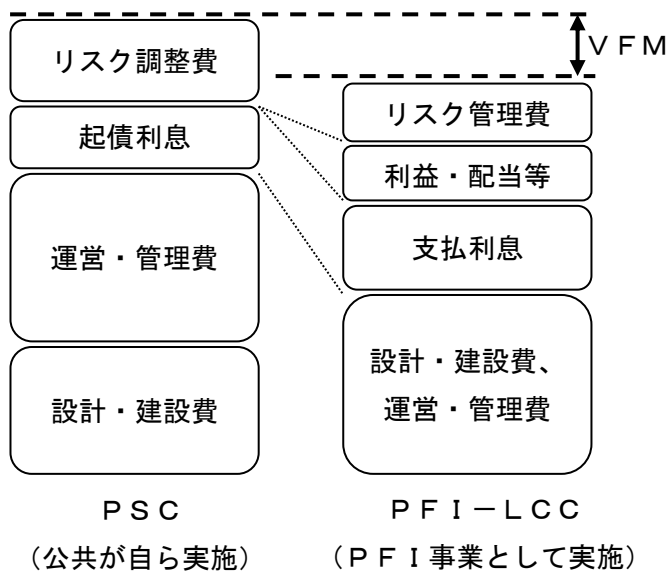 ＶＦＭ
リスク調整費
起債利息
運営・管理費
設計・建設費
リスク管理費
利益・配当等
支払利息
設計・建設費、
運営・管理費
ＰＳＣ
（公共が自ら実施）
ＰＦＩ－ＬＣＣ
（ＰＦＩ事業として実施）